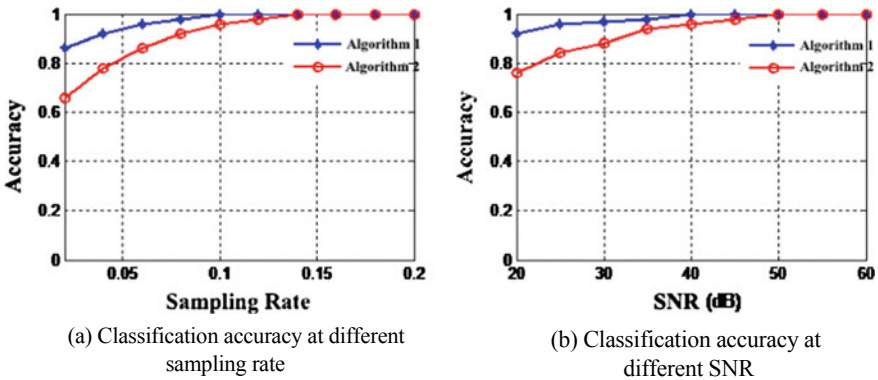 1
0.8
0.6
0.4
0.2
0
Accuracy
Algorithm 1
Algorithm 2
0.05
0.1
0.15
0.2
Sampling Rate
(a) Classification accuracy at different
sampling rate
1
0.8
0.6
0.4
0.2
0
Accuracy
Algorithm 1
Algorithm 2
20
30
40
50
60
SNR (dB)
(b) Classification accuracy at
different SNR